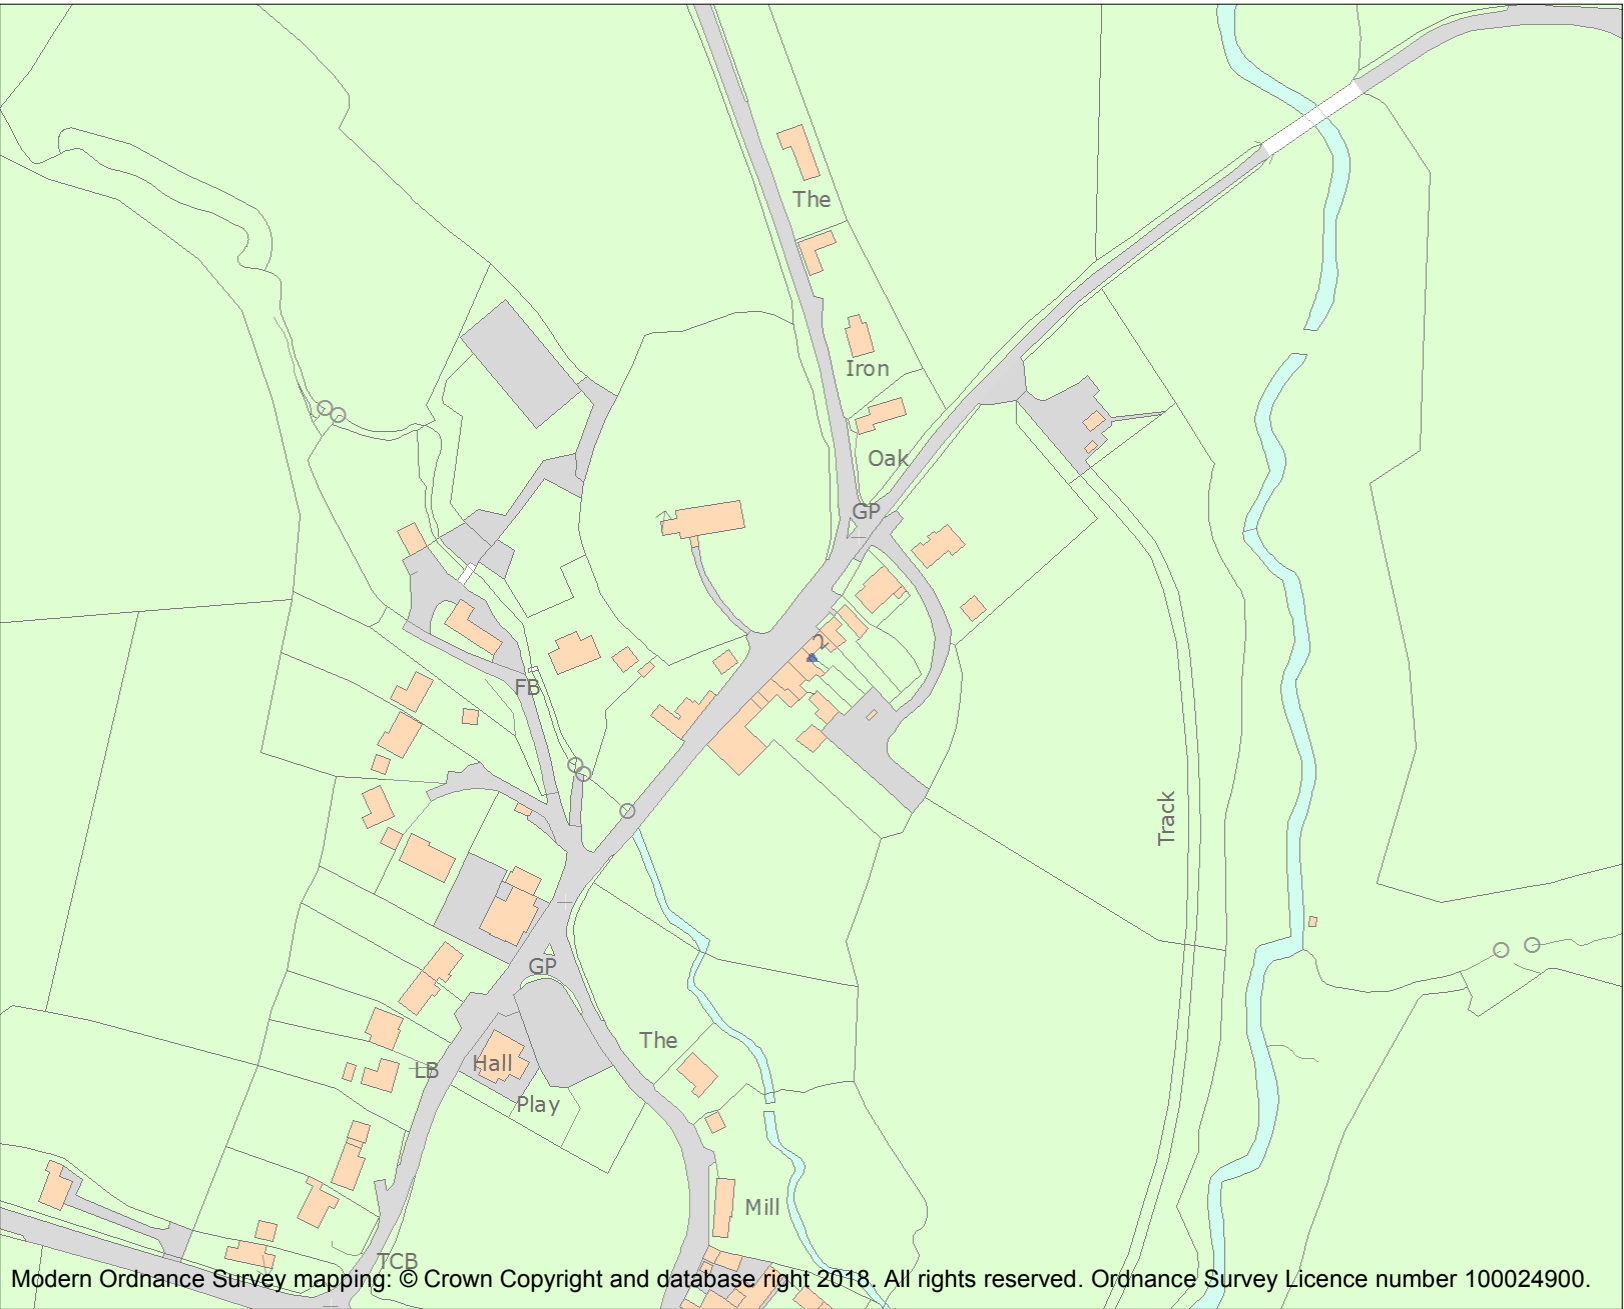 The
Iron
Oak
GP
2
FB
Track
GP
The
Hall
LB
Play
Mill
TCB
Modern Ordnance Survey mapping: © Crown Copyright and database right 2018. All rights reserved. Ordnance Survey Licence number 100024900.